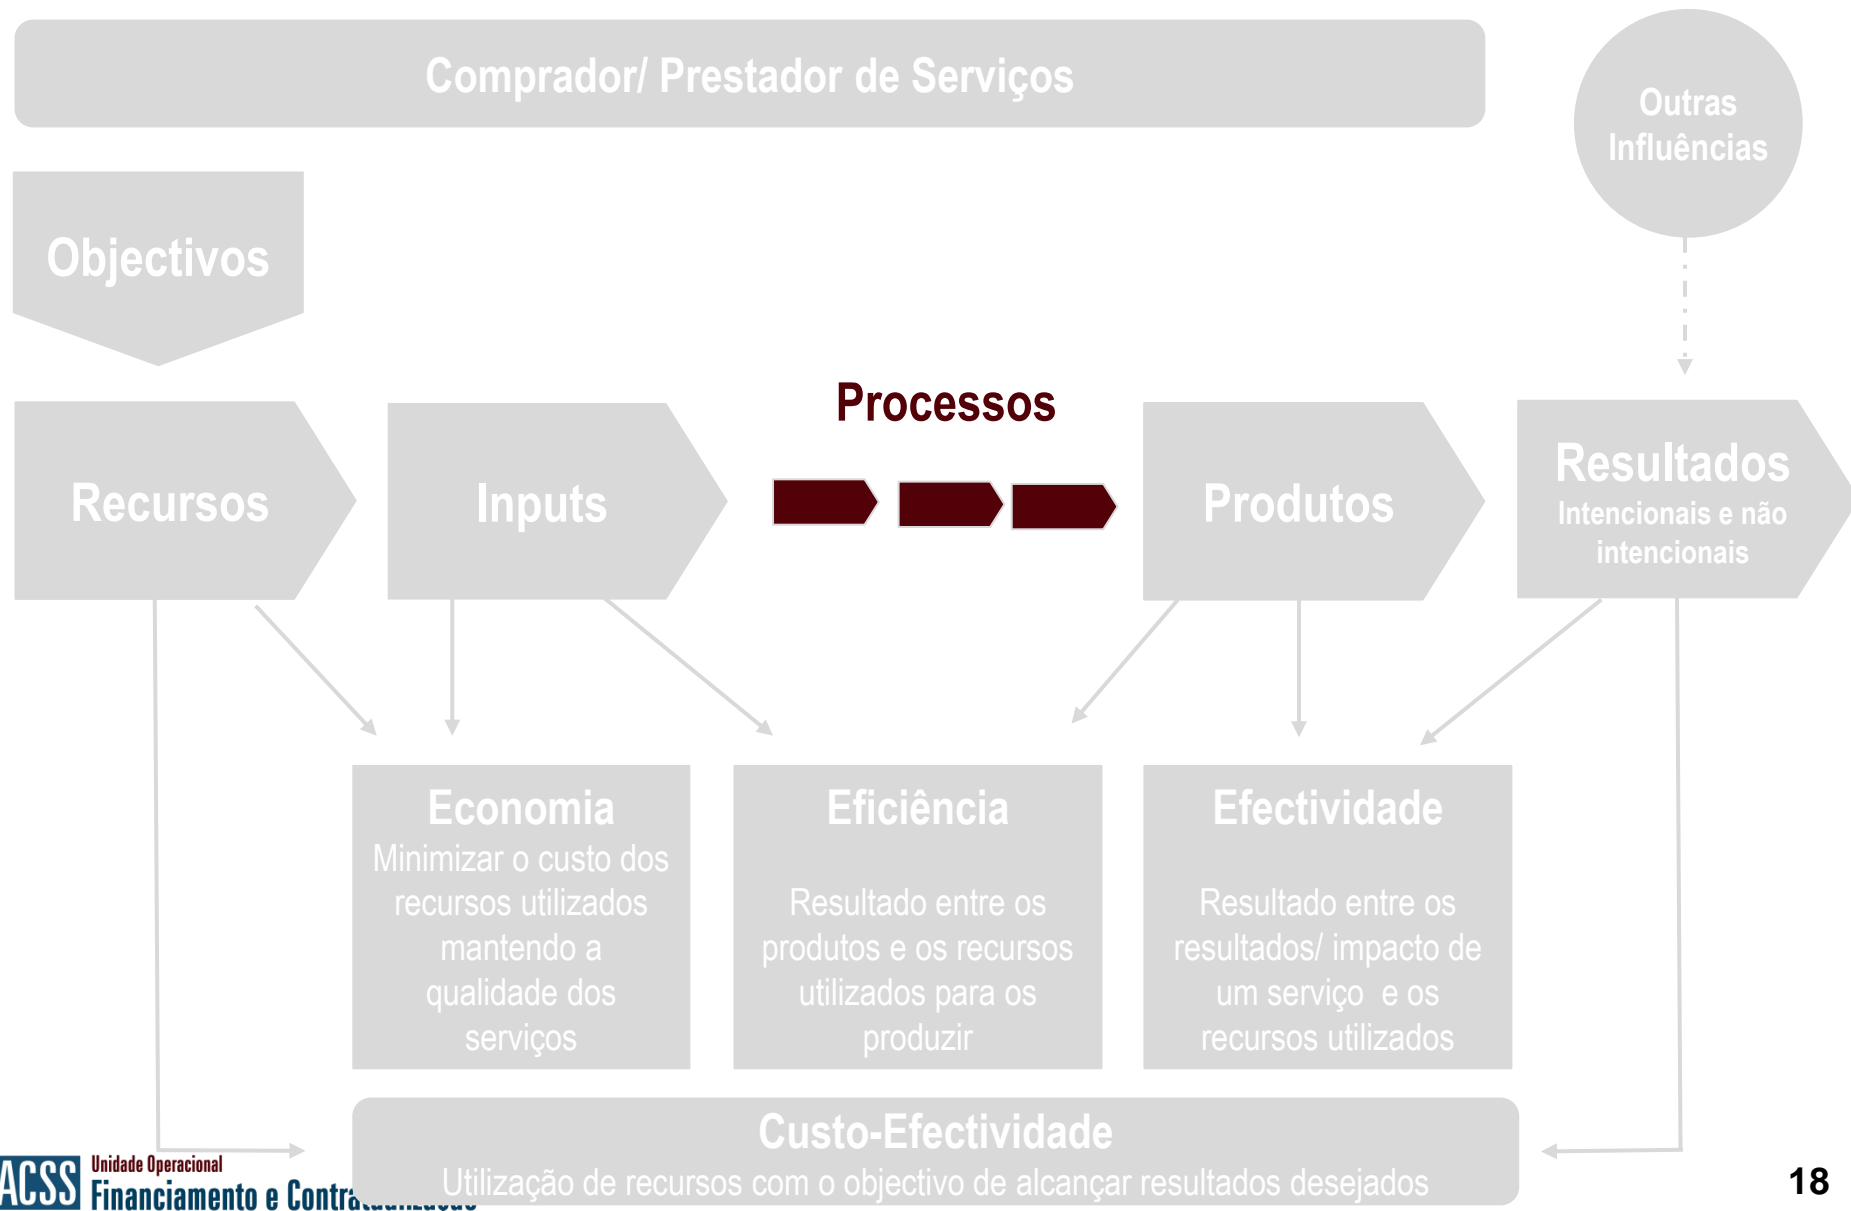 Comprador/ Prestador de Serviços
Outras
Influências
Objectivos
Processos
Recursos
Inputs
Produtos
Resultados
Intencionais e não
intencionais
Economia
Minimizar o custo dos
recursos utilizados
mantendo a
qualidade dos
serviços
Eficiência
Resultado entre os
produtos e os recursos
utilizados para os
produzir
Efectividade
Resultado entre os
resultados/ impacto de
um serviço e os
recursos utilizados
Custo-Efectividade
Utilização de recursos com o objectivo de alcançar resultados desejados
ACSS
Unidade Operacional
Financiamento e Contratualização
18